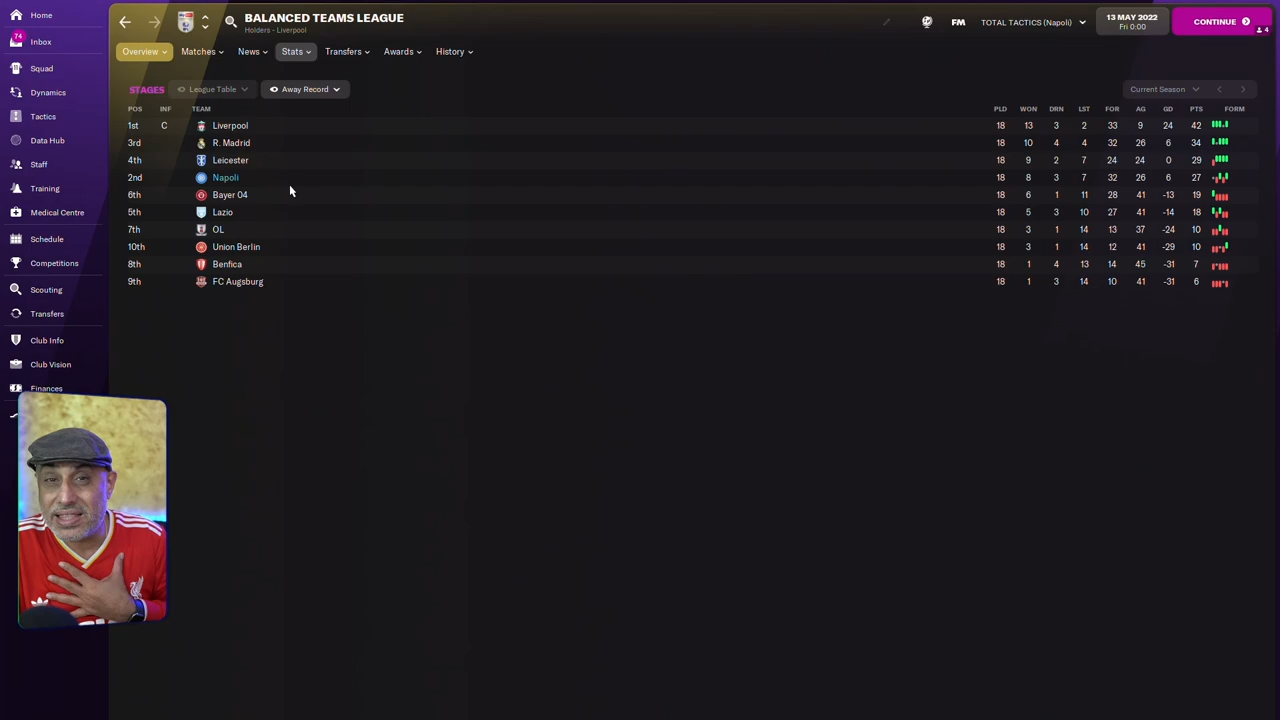 BALANCED TEAMS LEAGUE
Holders - Liverpool
TOTAL TACTICS (Napoli)
13 MAY 2022
Fri 0:00
CONTINUE
4
FM
Home
74
Inbox
Squad
Dynamics
Tactics
Data Hub
Staff
Training
Medical Centre
Schedule
Competitions
Scouting
Transfers
Club Info
Club Vision
Finances
Overview Matches News Stats Transfers Awards History
STAGES League Table Away Record Current Season
POS INF TEAM PLD WON DRN LST FOR AG GD PTS FORM
1st C Liverpool 18 13 3 2 33 9 24 42
3rd R. Madrid 18 10 4 4 32 26 6 34
4th Leicester 18 9 2 7 24 24 0 29
2nd Napoli 18 8 3 7 32 26 6 27
6th Bayer 04 18 6 1 11 28 41 -13 19
5th Lazio 18 5 3 10 27 41 -14 18
7th OL 18 3 1 14 13 37 -24 10
10th Union Berlin 18 3 1 14 12 41 -29 10
8th Benfica 18 1 4 13 14 45 -31 7
9th FC Augsburg 18 1 3 14 10 41 -31 6